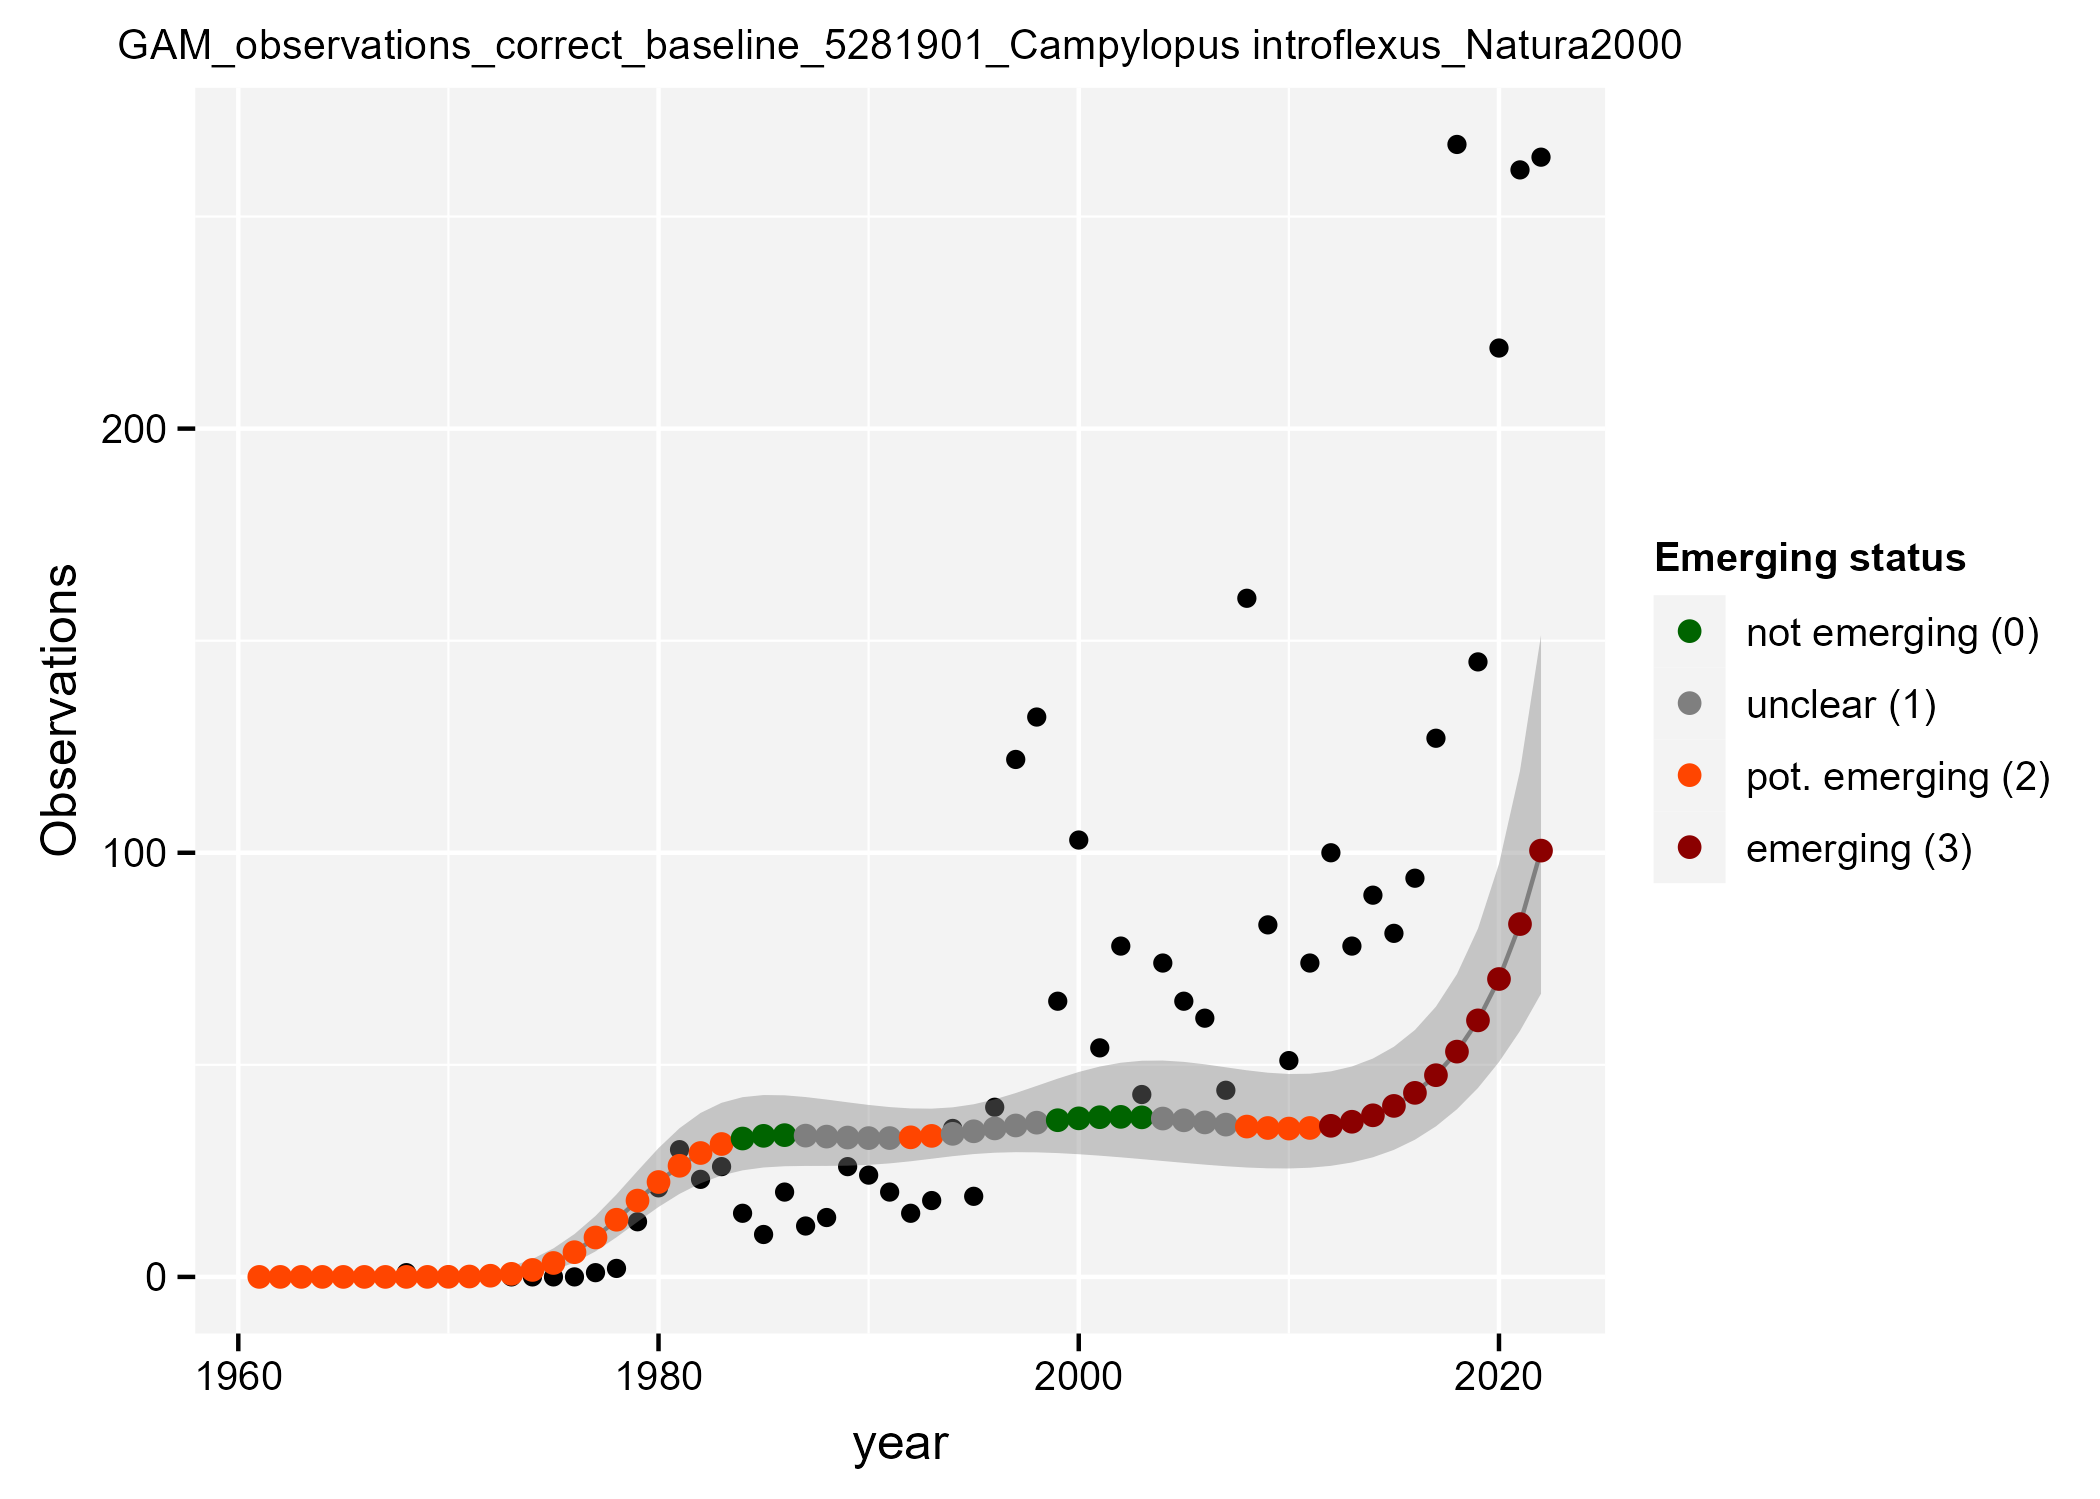 GAM_observations_correct_baseline_5281901_Campylopus introflexus_Natura2000
Observations
200
100
0
1960
1980
2000
2020
year
Emerging status
not emerging (0)
unclear (1)
pot. emerging (2)
emerging (3)